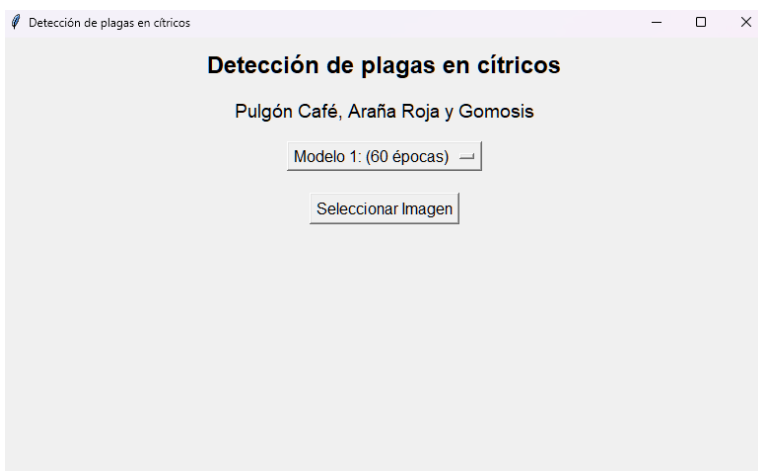 Detección de plagas en cítricos
Detección de plagas en cítricos
Pulgón Café, Araña Roja y Gomosis
Modelo 1: (60 épocas)
Seleccionar Imagen